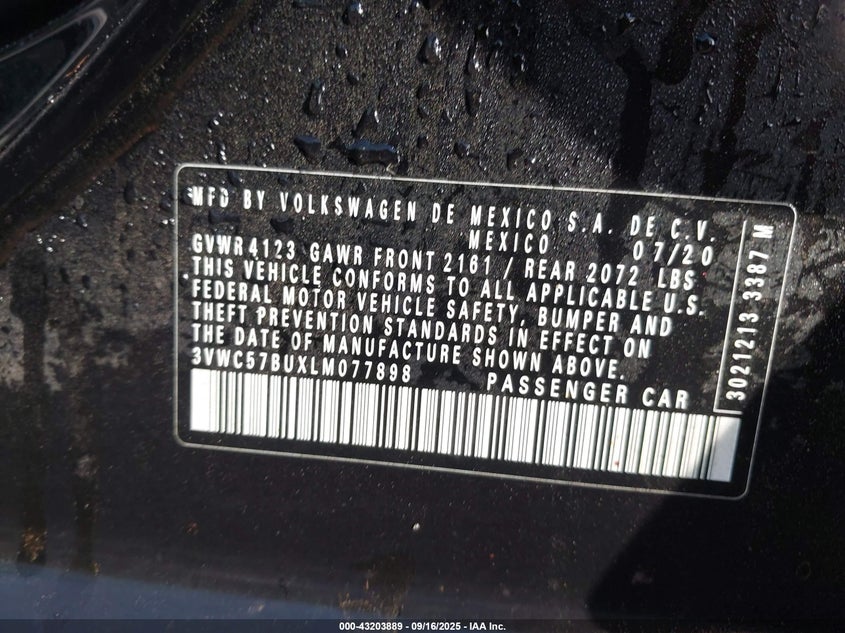 MFD BY VOLKSWAGEN DE MEXICO S.A. DE C.V.
MEXICO 07/20
GVWR4123 GAWR FRONT 2161 / REAR 2072 LBS
THIS VEHICLE CONFORMS TO ALL APPLICABLE U.S.
FEDERAL MOTOR VEHICLE SAFETY, BUMPER AND
THEFT PREVENTION STANDARDS IN EFFECT ON
THE DATE OF MANUFACTURE SHOWN ABOVE.
3VWC57BUXLM077898 PASSENGER CAR
3021213 3387 M
000-43203889 - 09/16/2025 - IAA Inc.